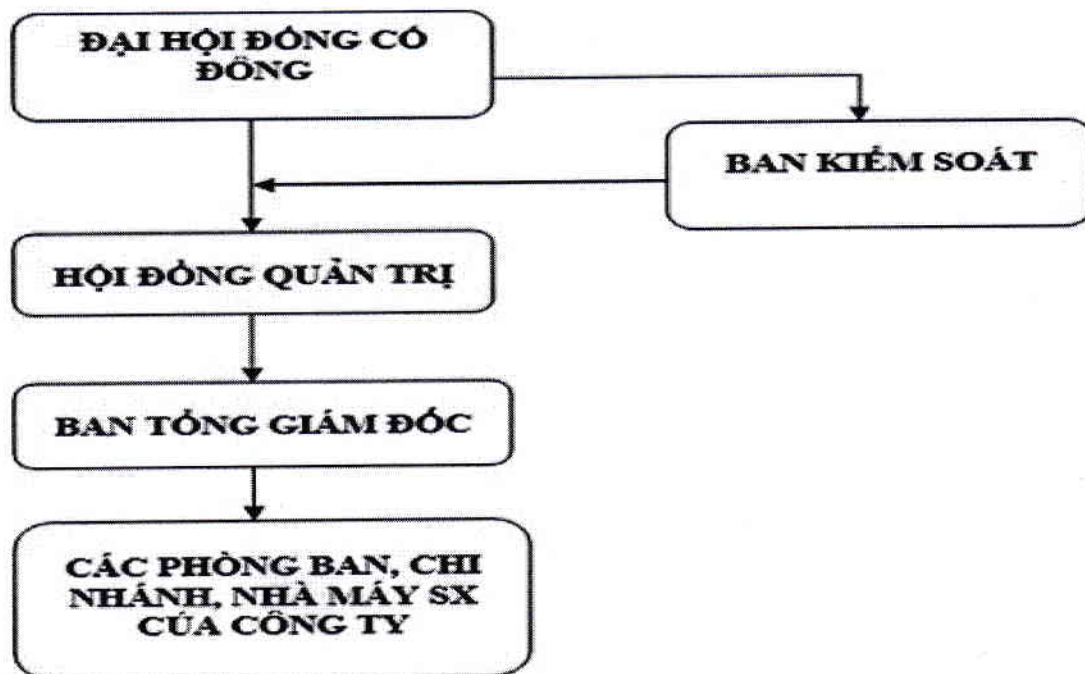 ĐẠI HỘI ĐỒNG CỔ
ĐÔNG
BAN KIỂM SOÁT
HỘI ĐỒNG QUẢN TRỊ
BAN TỔNG GIÁM ĐỐC
CÁC PHÒNG BAN, CHI
NHÁNH, NHÀ MÁY SX
CỦA CÔNG TY